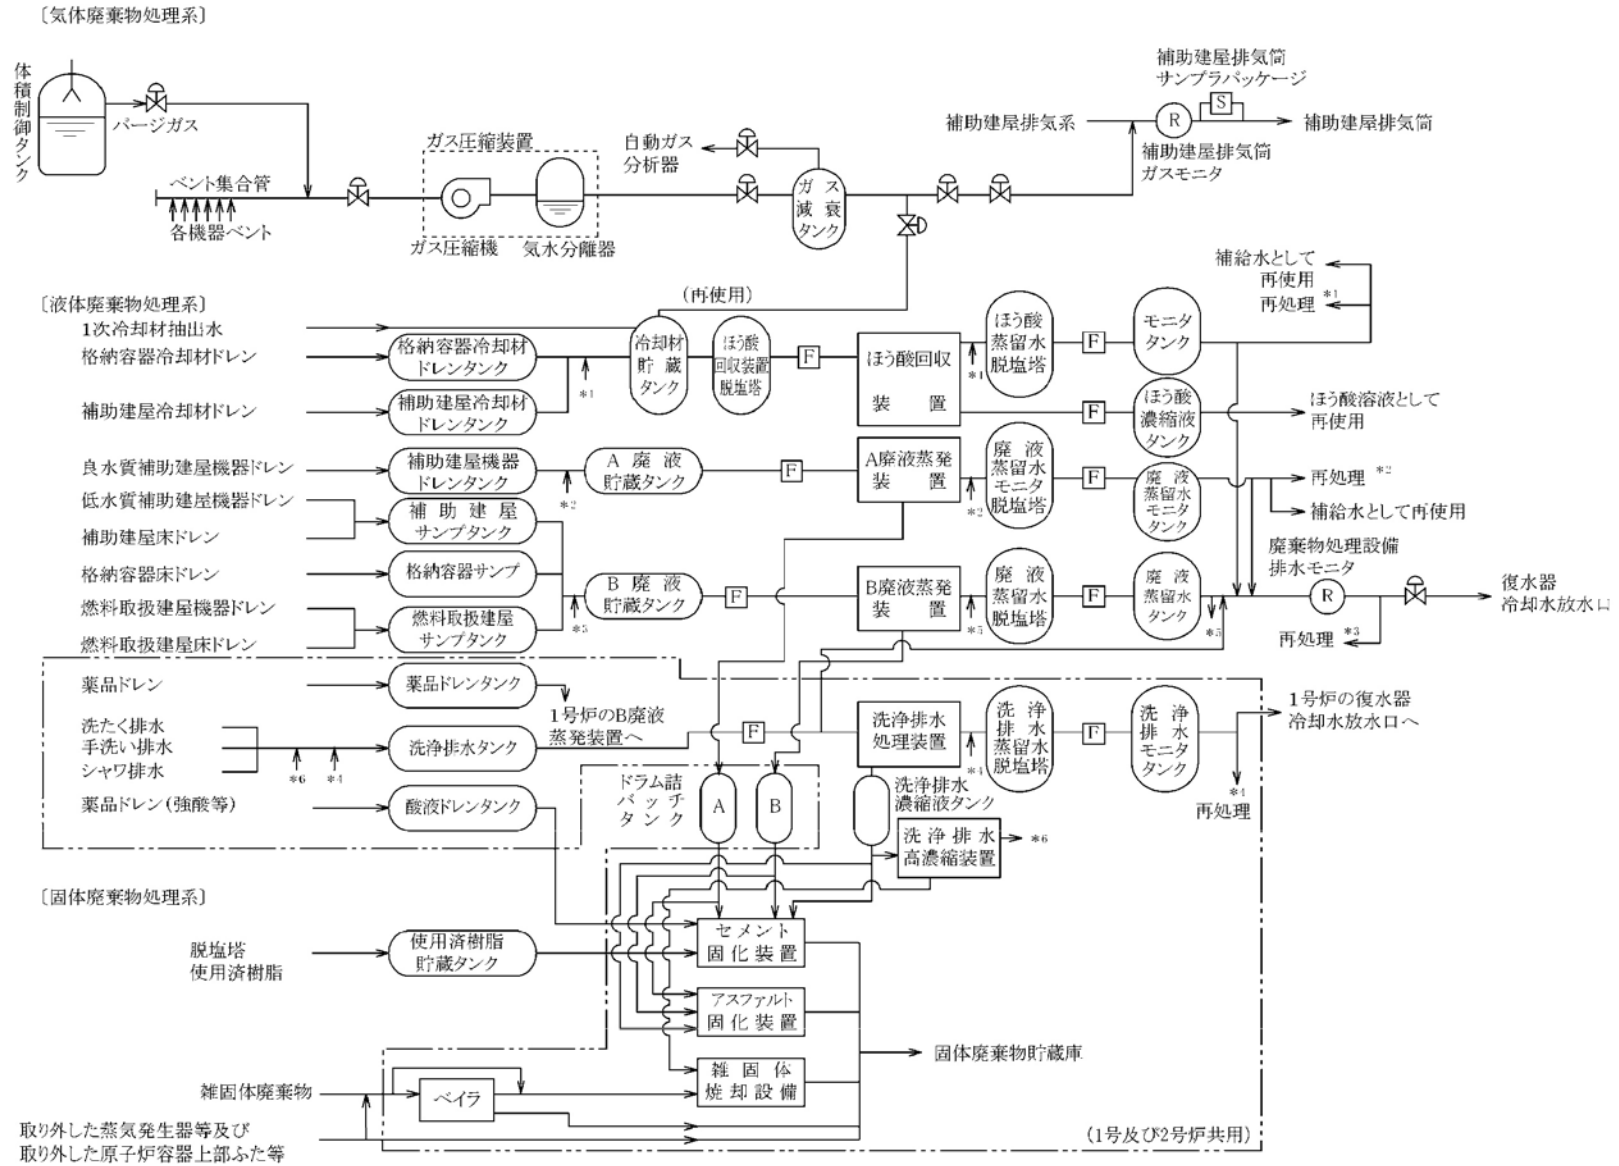 〔気体廃棄物処理系〕
体積制御タンク
パージガス
ベント集合管
各機器ベント
ガス圧縮装置
ガス圧縮機
気水分離器
自動ガス
分析器
ガス
減衰
タンク
補助建屋排気系
補助建屋排気筒
サンプラパッケージ
R
S
補助建屋排気筒
補助建屋排気筒
ガスモニタ
〔液体廃棄物処理系〕
(再使用)
1次冷却材抽出水
格納容器冷却材ドレン
格納容器冷却材
ドレンタンク
補助建屋冷却材ドレン
補助建屋冷却材
ドレンタンク
*1
冷却材
貯蔵
タンク
ほう酸
回収装置
脱塩塔
F
ほう酸回収
装置
*1
ほう酸
蒸留水
脱塩塔
F
モニタ
タンク
補給水として
再使用
再処理 *1
F
ほう酸
濃縮液
タンク
ほう酸溶液として
再使用
良水質補助建屋機器ドレン
補助建屋機器
ドレンタンク
*2
A廃液
貯蔵タンク
F
A廃液蒸発
装置
*2
廃液
蒸留水
モニタ
脱塩塔
F
廃液
蒸留水
モニタ
タンク
再処理 *2
補給水として再使用
低水質補助建屋機器ドレン
補助建屋床ドレン
補助建屋
サンプタンク
格納容器床ドレン
格納容器サンプ
燃料取扱建屋機器ドレン
燃料取扱建屋床ドレン
燃料取扱建屋
サンプタンク
*3
B廃液
貯蔵タンク
F
B廃液蒸発
装置
*5
廃液
蒸留水
脱塩塔
F
廃液
蒸留水
タンク
*5
廃棄物処理設備
排水モニタ
R
再処理 *3
復水器
冷却水放水口
薬品ドレン
薬品ドレンタンク
1号炉のB廃液
蒸発装置へ
洗たく排水
手洗い排水
シャワ排水
*6
*4
洗浄排水タンク
F
洗浄排水
処理装置
*4
洗浄
排水
蒸留水
脱塩塔
F
洗浄
排水
モニタ
タンク
1号炉の復水器
冷却水放水口へ
*4
再処理
薬品ドレン(強酸等)
酸液ドレンタンク
ドラム詰
バッチ
タンク
A
B
洗浄排水
濃縮液タンク
洗浄排水
高濃縮装置
*6
〔固体廃棄物処理系〕
脱塩塔
使用済樹脂
使用済樹脂
貯蔵タンク
セメント
固化装置
アスファルト
固化装置
雑固体
焼却設備
固体廃棄物貯蔵庫
雑固体廃棄物
ベイラ
取り外した蒸気発生器等及び
取り外した原子炉容器上部ふた等
(1号及び2号炉共用)